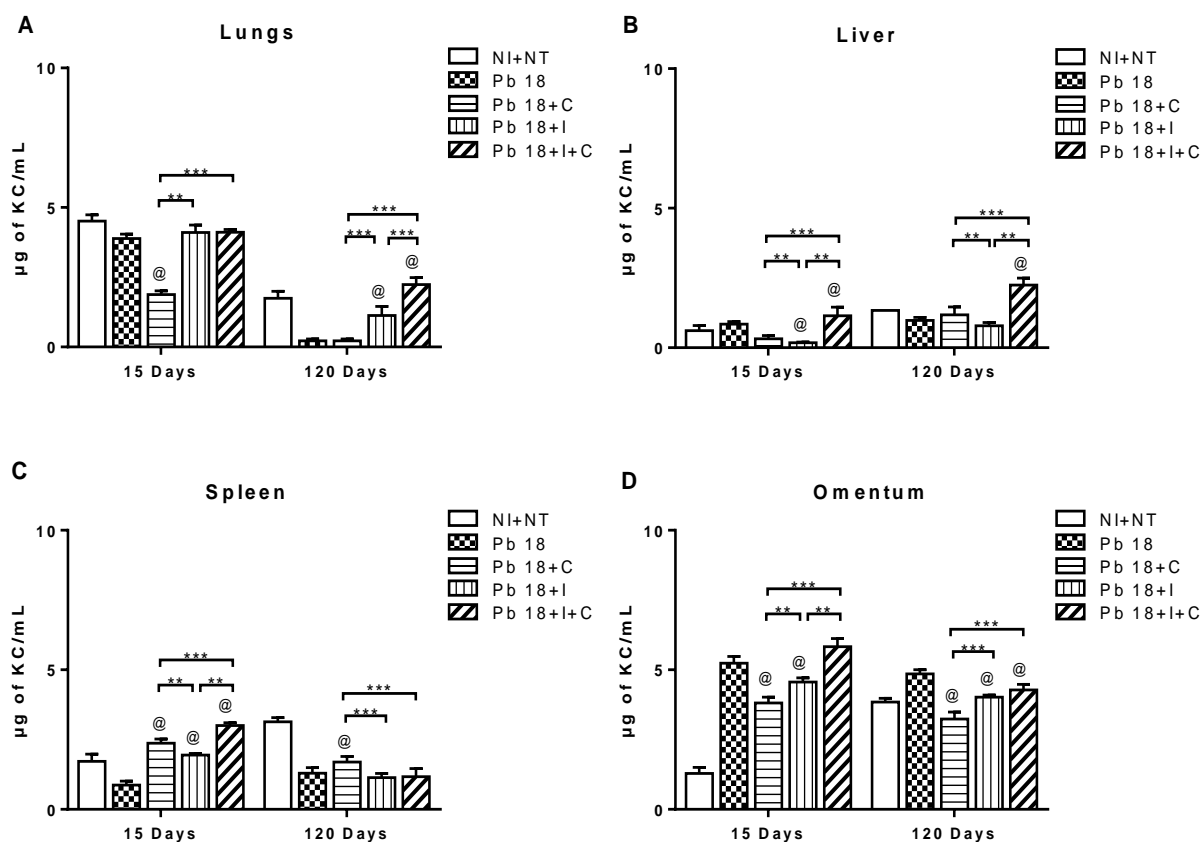 A
Lungs
µg of KC/mL
10
5
0
NI+NT
Pb 18
Pb 18+C
Pb 18+I
Pb 18+I+C
***
**
@
***
***
***
@
@
15 Days
120 Days
B
Liver
µg of KC/mL
10
5
0
NI+NT
Pb 18
Pb 18+C
Pb 18+I
Pb 18+I+C
***
**
**
@
@
***
**
**
@
15 Days
120 Days
C
Spleen
µg of KC/mL
10
5
0
NI+NT
Pb 18
Pb 18+C
Pb 18+I
Pb 18+I+C
***
**
**
@
@
@
***
***
@
15 Days
120 Days
D
Omentum
µg of KC/mL
10
5
0
NI+NT
Pb 18
Pb 18+C
Pb 18+I
Pb 18+I+C
***
**
**
@
@
***
***
@
@
@
15 Days
120 Days